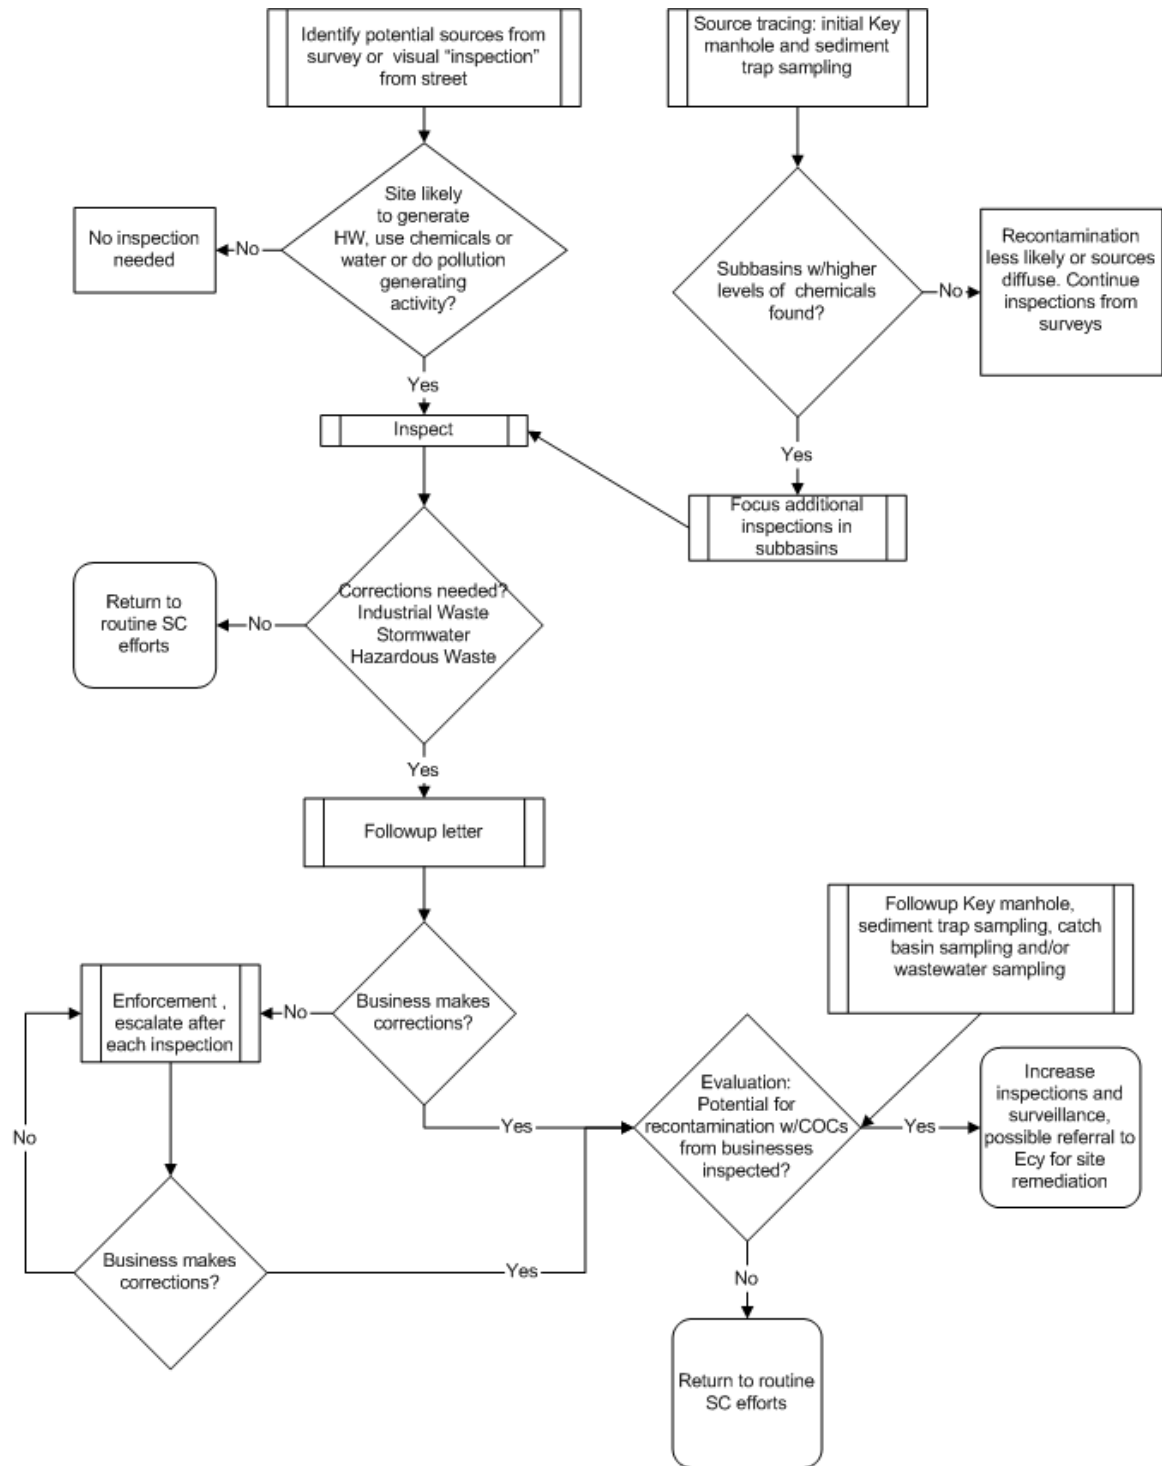 Identify potential sources from
survey or visual “inspection”
from street
Source tracing: initial Key
manhole and sediment
trap sampling
Site likely
to generate
HW, use chemicals or
water or do pollution
generating
activity?
No
No inspection
needed
Subbasins w/higher
levels of chemicals
found?
No
Recontamination
less likely or sources
diffuse. Continue
inspections from
surveys
Yes
Inspect
Yes
Focus additional
inspections in
subbasins
Corrections needed?
Industrial Waste
Stormwater
Hazardous Waste
No
Return to
routine SC
efforts
Yes
Followup letter
Followup Key manhole,
sediment trap sampling, catch
basin sampling and/or
wastewater sampling
Business makes
corrections?
No
Enforcement ,
escalate after
each inspection
Yes
Evaluation:
Potential for
recontamination w/COCs
from businesses
inspected?
Yes
Increase
inspections and
surveillance,
possible referral to
Ecy for site
remediation
No
Business makes
corrections?
Yes
No
Return to routine
SC efforts